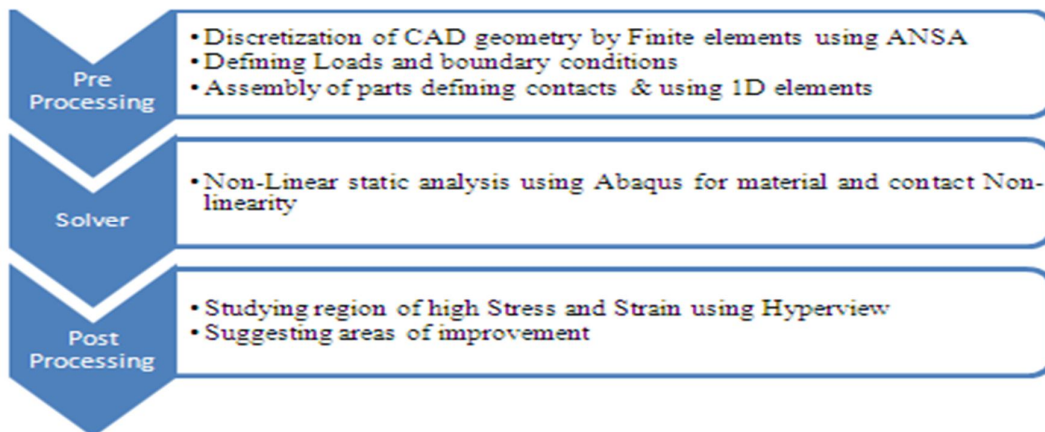 Pre
Processing
• Discretization of CAD geometry by Finite elements using ANSA
• Defining Loads and boundary conditions
• Assembly of parts defining contacts & using 1D elements
Solver
• Non-Linear static analysis using Abaqus for material and contact Non-
linearity
Post
Processing
• Studying region of high Stress and Strain using Hyperview
• Suggesting areas of improvement